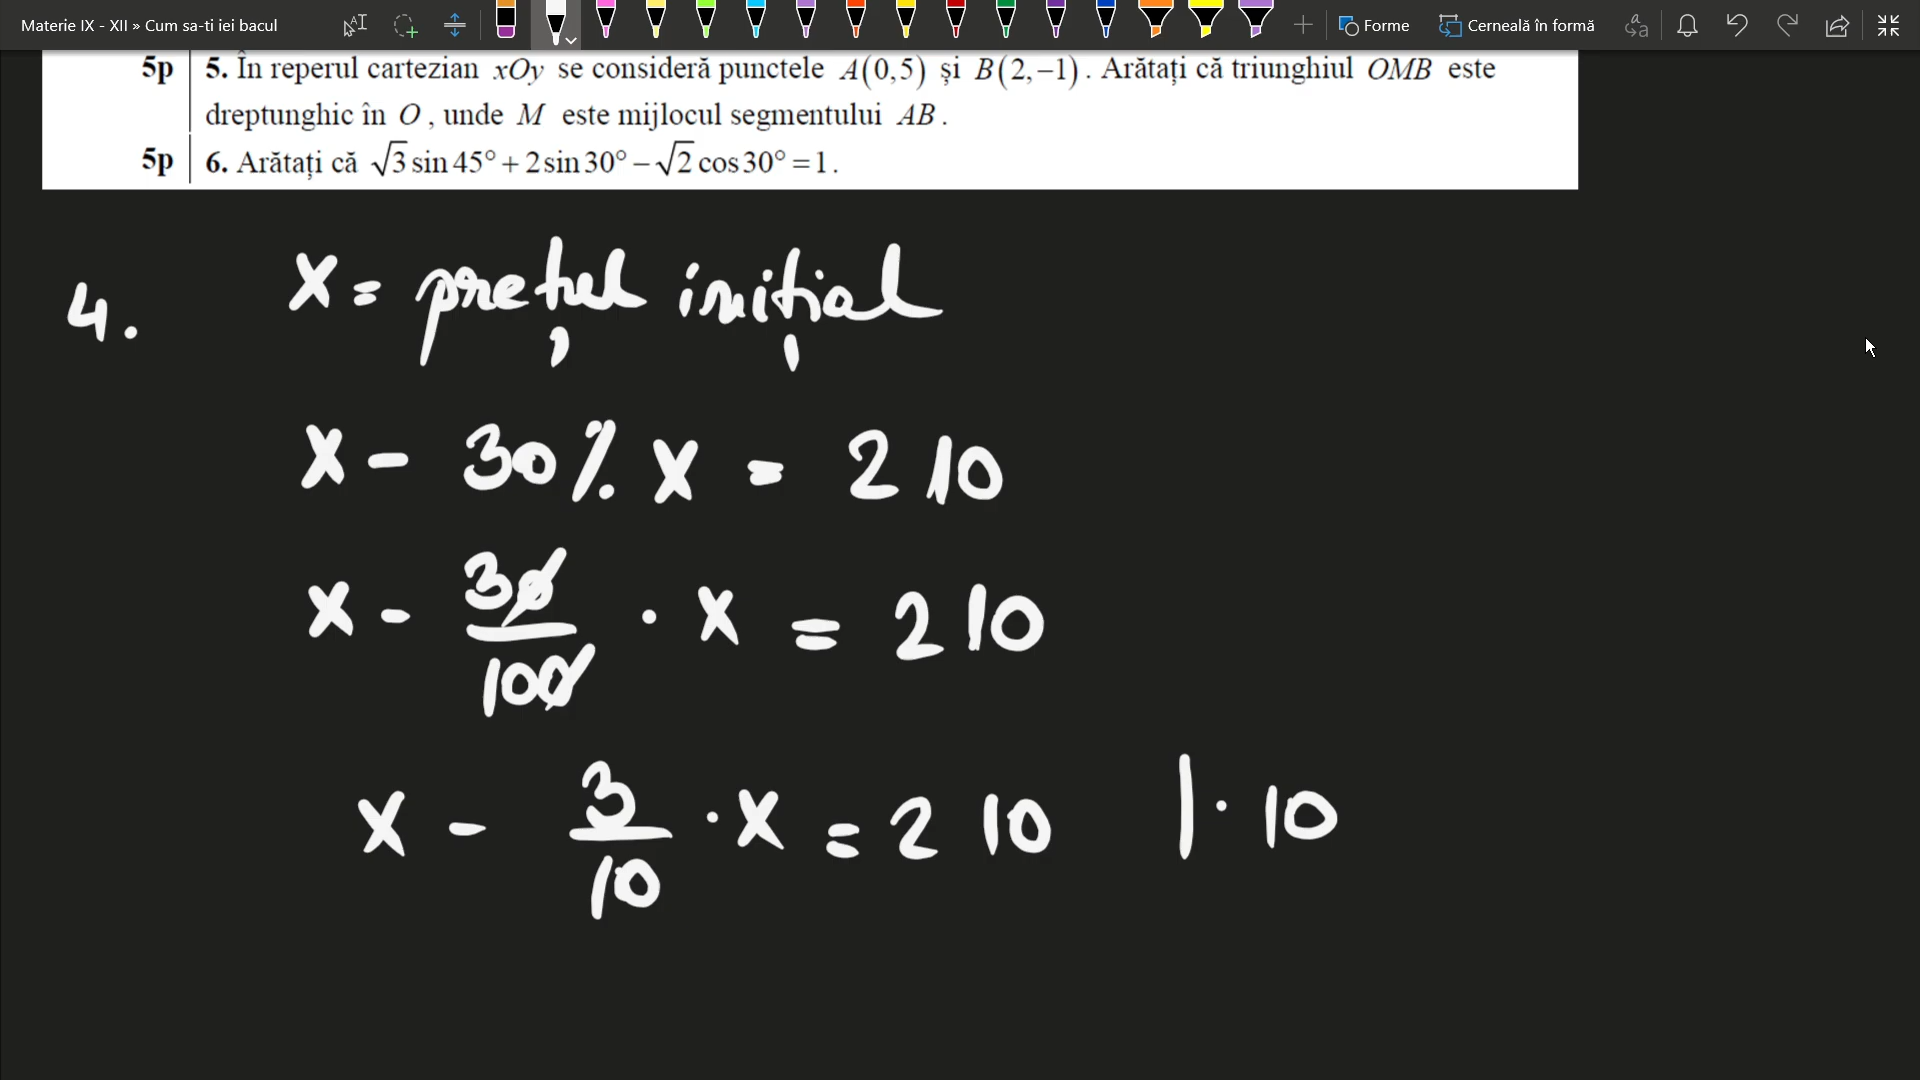 Materie IX - XII » Cum sa-ti iei bacul Forme Cerneală în formă
5p 5. În reperul cartezian xOy se consideră punctele A(0,5) și B(2,−1). Arătați că triunghiul OMB este
dreptunghic în O, unde M este mijlocul segmentului AB.
5p 6. Arătați că √3 sin 45° + 2 sin 30° − √2 cos 30° = 1.
4. x = prețul inițial
x - 30% x = 210
x - 30/100 · x = 210
x - 3/10 · x = 210 | · 10